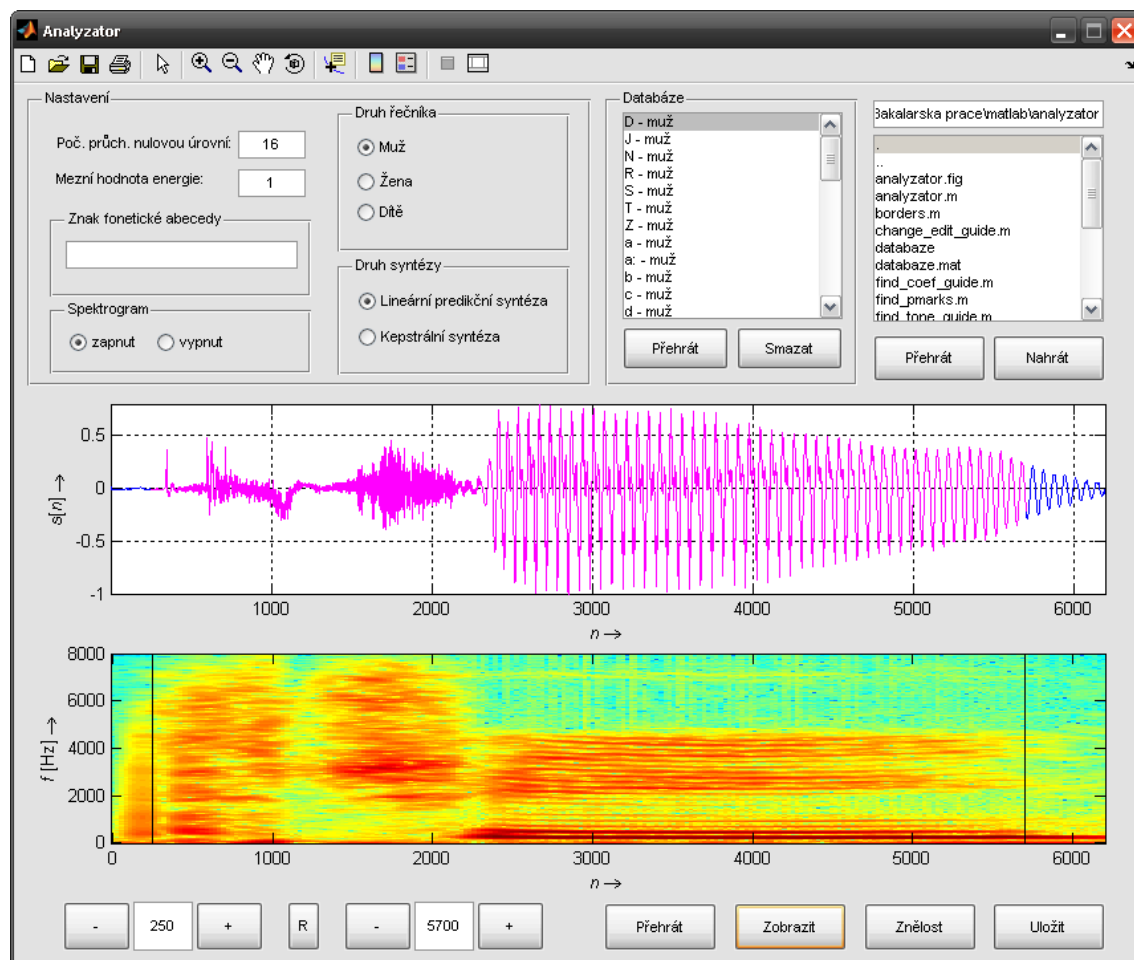 Analyzator
Nastavení
Poč. průch. nulovou úrovní:
16
Mezní hodnota energie:
1
Znak fonetické abecedy
Spektrogram
zapnut
vypnut
Druh řečníka
Muž
Žena
Dítě
Druh syntézy
Lineární predikční syntéza
Kepstrální syntéza
Databáze
D - muž
J - muž
N - muž
R - muž
S - muž
T - muž
Z - muž
a - muž
a: - muž
b - muž
c - muž
d - muž
Přehrát
Smazat
Bakalarska prace\matlab\analyzator
.
..
analyzator.fig
analyzator.m
borders.m
change_edit_guide.m
databaze
databaze.mat
find_coef_guide.m
find_pmarks.m
find_tone_guide.m
Přehrát
Nahrát
s[n] →
0.5
0
-0.5
-1
1000 2000 3000 4000 5000 6000
n →
f [Hz] →
8000
6000
4000
2000
0
0 1000 2000 3000 4000 5000 6000
n →
- 250 + R - 5700 +
Přehrát
Zobrazit
Znělost
Uložit